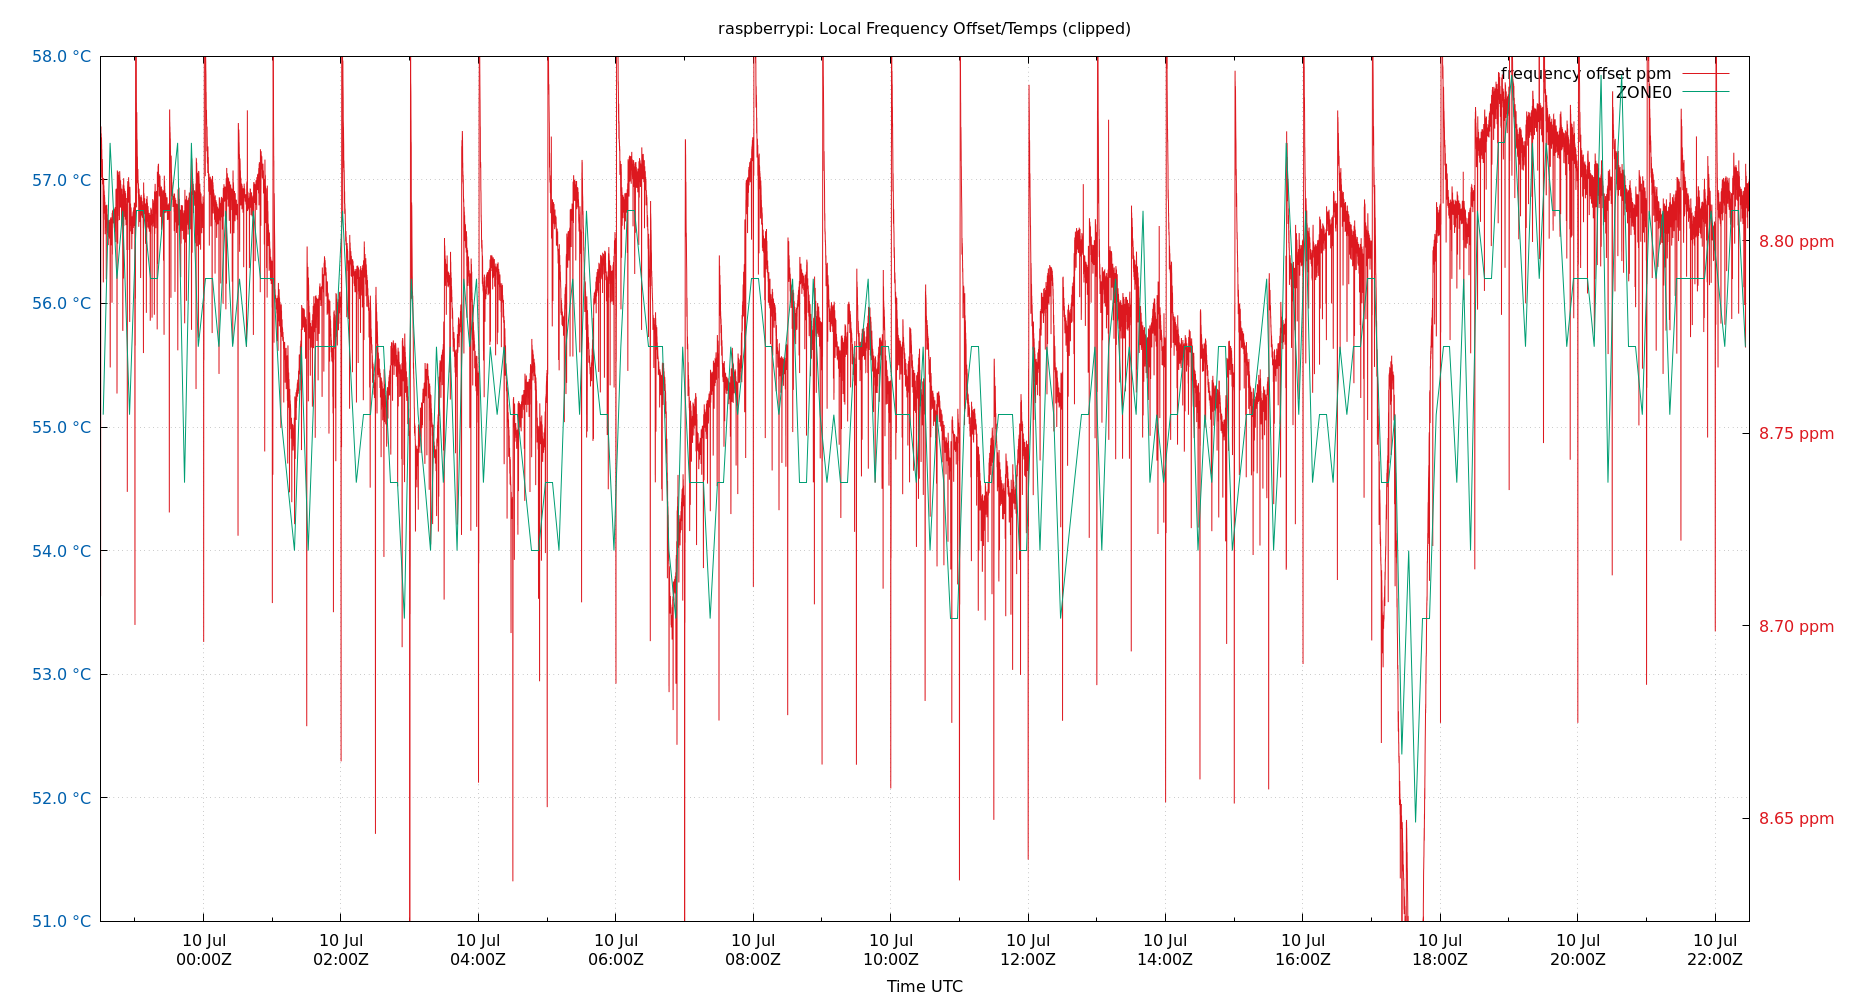 raspberrypi: Local Frequency Offset/Temps (clipped)
58.0 °C
57.0 °C
56.0 °C
55.0 °C
54.0 °C
53.0 °C
52.0 °C
51.0 °C
frequency offset ppm
ZONE0
8.80 ppm
8.75 ppm
8.70 ppm
8.65 ppm
10 Jul 10 Jul 10 Jul 10 Jul 10 Jul 10 Jul 10 Jul 10 Jul 10 Jul 10 Jul 10 Jul 10 Jul
00:00Z 02:00Z 04:00Z 06:00Z 08:00Z 10:00Z 12:00Z 14:00Z 16:00Z 18:00Z 20:00Z 22:00Z
Time UTC